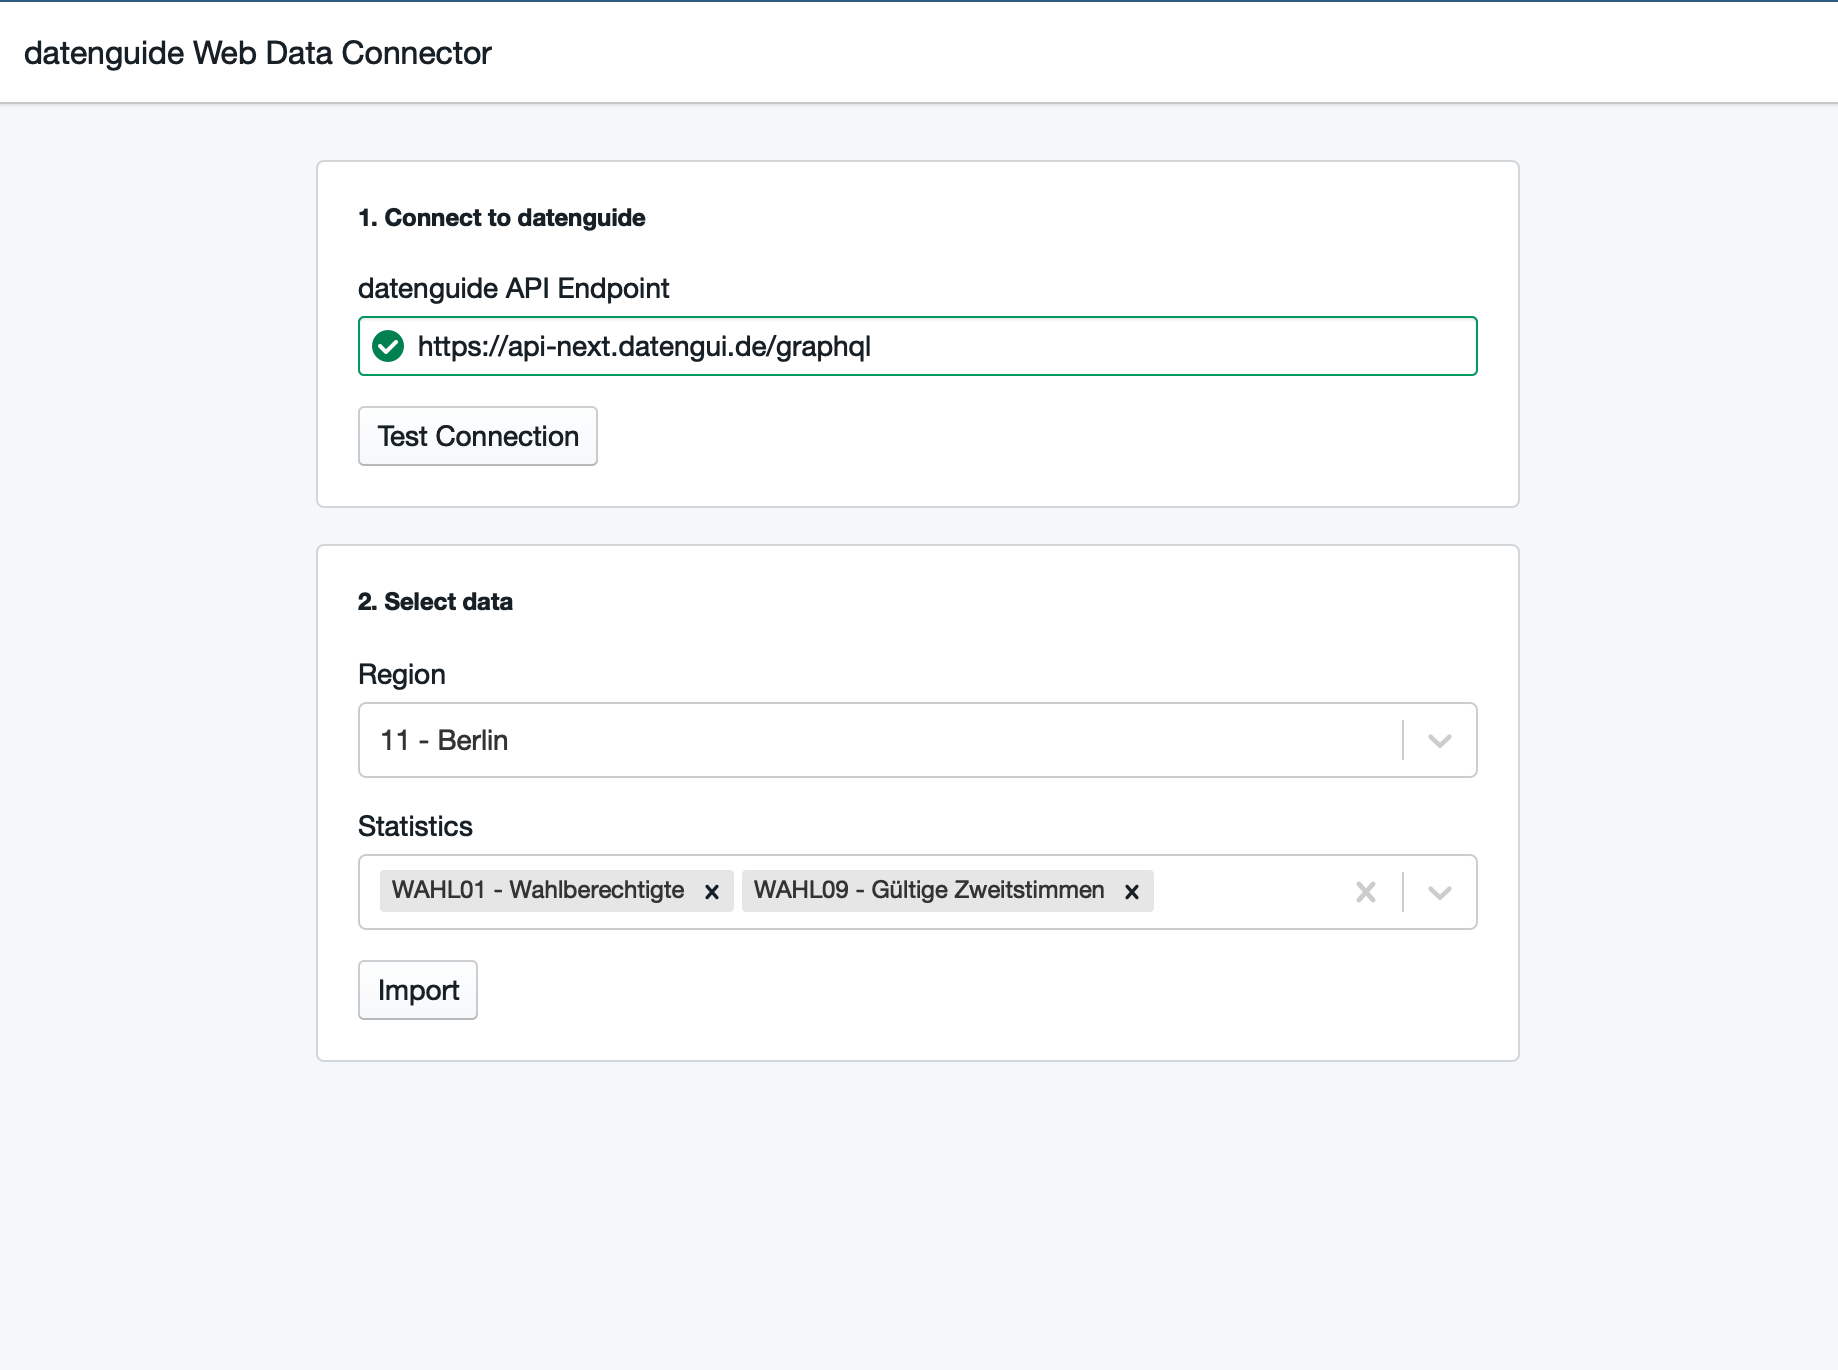 datenguide Web Data Connector
1. Connect to datenguide
datenguide API Endpoint
https://api-next.datengui.de/graphql
Test Connection
2. Select data
Region
11 - Berlin
Statistics
WAHL01 - Wahlberechtigte WAHL09 - Gültige Zweitstimmen
Import